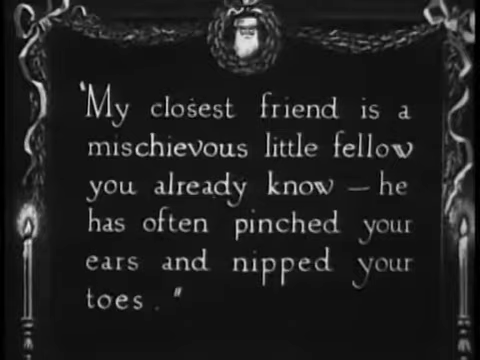 'My closest friend is a
mischievous little fellow
you already know — he
has often pinched your
ears and nipped your
toes."